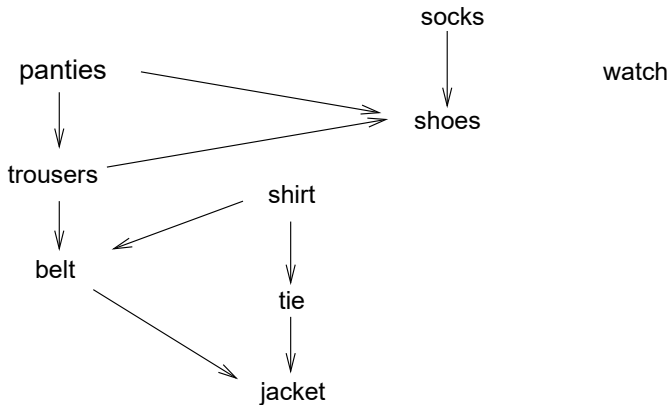 socks
panties
watch
shoes
trousers
shirt
belt
tie
jacket